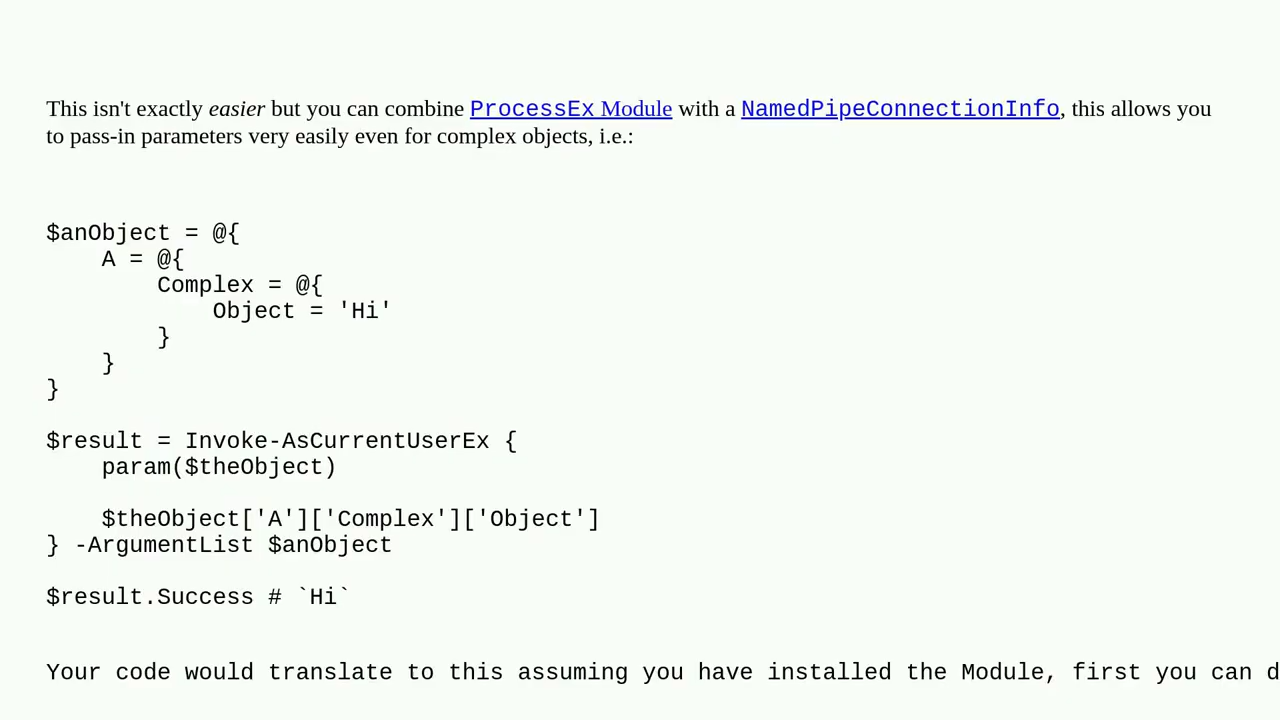 This isn't exactly easier but you can combine ProcessEx Module with a NamedPipeConnectionInfo, this allows you
to pass-in parameters very easily even for complex objects, i.e.:
$anObject = @{
    A = @{
        Complex = @{
            Object = 'Hi'
        }
    }
}
$result = Invoke-AsCurrentUserEx {
    param($theObject)
    $theObject['A']['Complex']['Object']
} -ArgumentList $anObject
$result.Success # `Hi`
Your code would translate to this assuming you have installed the Module, first you can